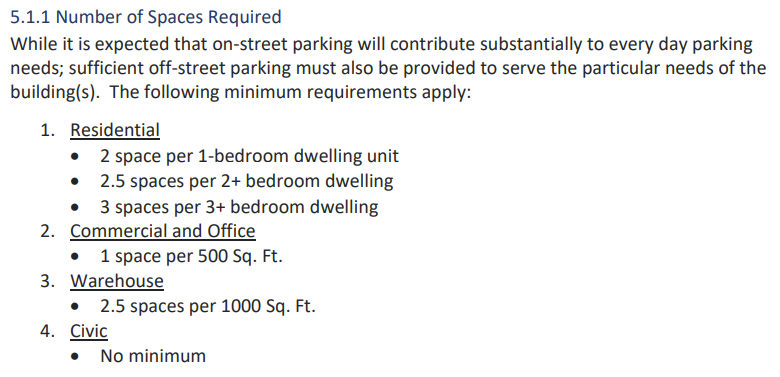 5.1.1 Number of Spaces Required
While it is expected that on-street parking will contribute substantially to every day parking
needs; sufficient off-street parking must also be provided to serve the particular needs of the
building(s).  The following minimum requirements apply:
1. Residential
• 2 space per 1-bedroom dwelling unit
• 2.5 spaces per 2+ bedroom dwelling
• 3 spaces per 3+ bedroom dwelling
2. Commercial and Office
• 1 space per 500 Sq. Ft.
3. Warehouse
• 2.5 spaces per 1000 Sq. Ft.
4. Civic
• No minimum